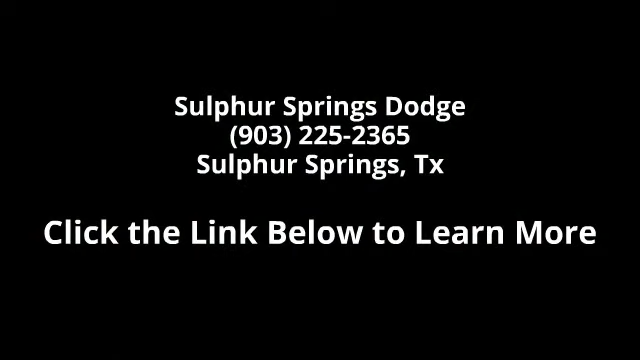 Sulphur Springs Dodge
(903) 225-2365
Sulphur Springs, Tx
Click the Link Below to Learn More